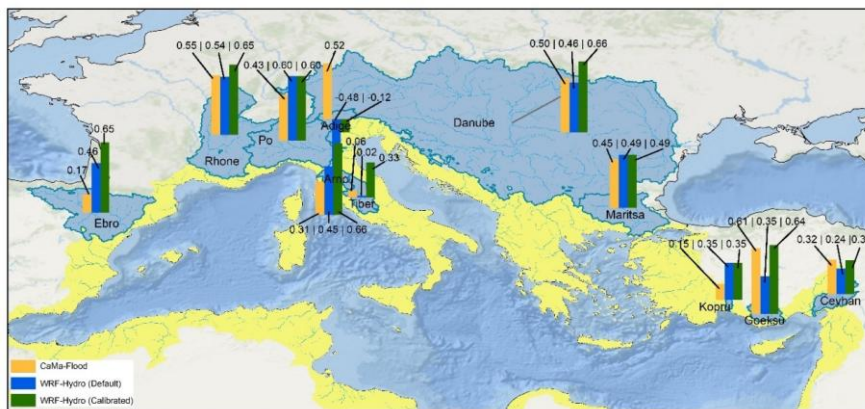 0.52
0.55 | 0.54 | 0.65
0.50 | 0.46 | 0.66
0.43 | 0.60 | 0.60
-0.48 | -0.12
Adige
Danube
Po
Rhone
0.65
0.46
0.17
0.06
0.02
0.33
0.45 | 0.49 | 0.49
Arno
Tiber
Maritsa
Ebro
0.31 | 0.45 | 0.66
0.61 | 0.35 | 0.64
0.15 | 0.35 | 0.35
0.32 | 0.24 | 0.3
Kopru
Ceyhan
Goeksu
CaMa-Flood
WRF-Hydro (Default)
WRF-Hydro (Calibrated)